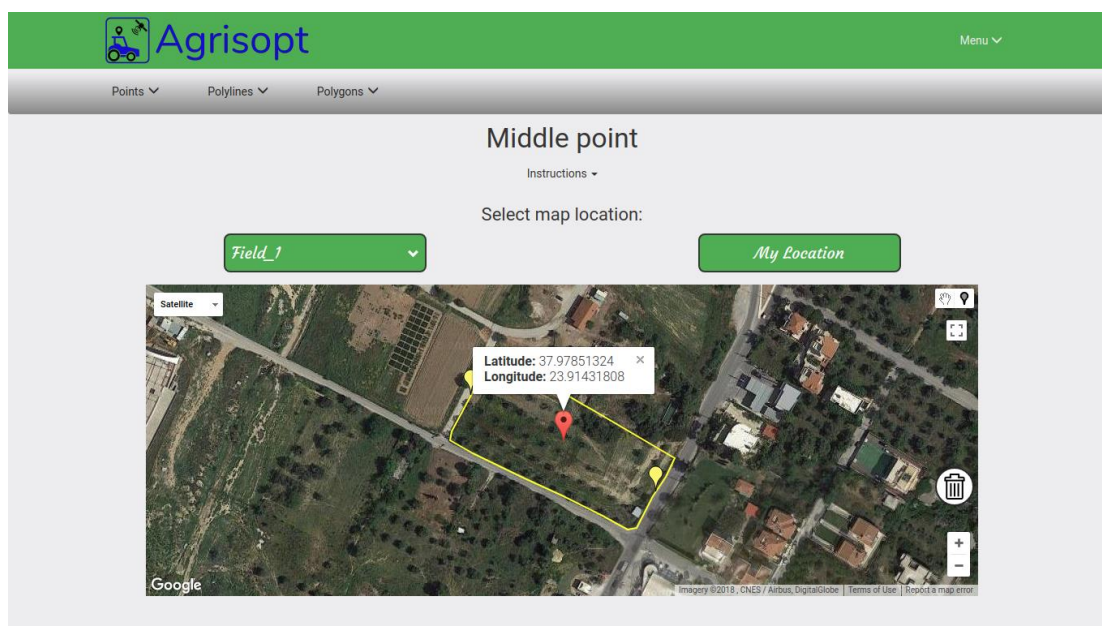 Agrisopt
Menu
Points
Polylines
Polygons
Middle point
Instructions
Select map location:
Field_1
My Location
Satellite
Latitude: 37.97851324
Longitude: 23.91431808
+
−
Google
Imagery ©2018 , CNES / Airbus, DigitalGlobe
Terms of Use
Report a map error